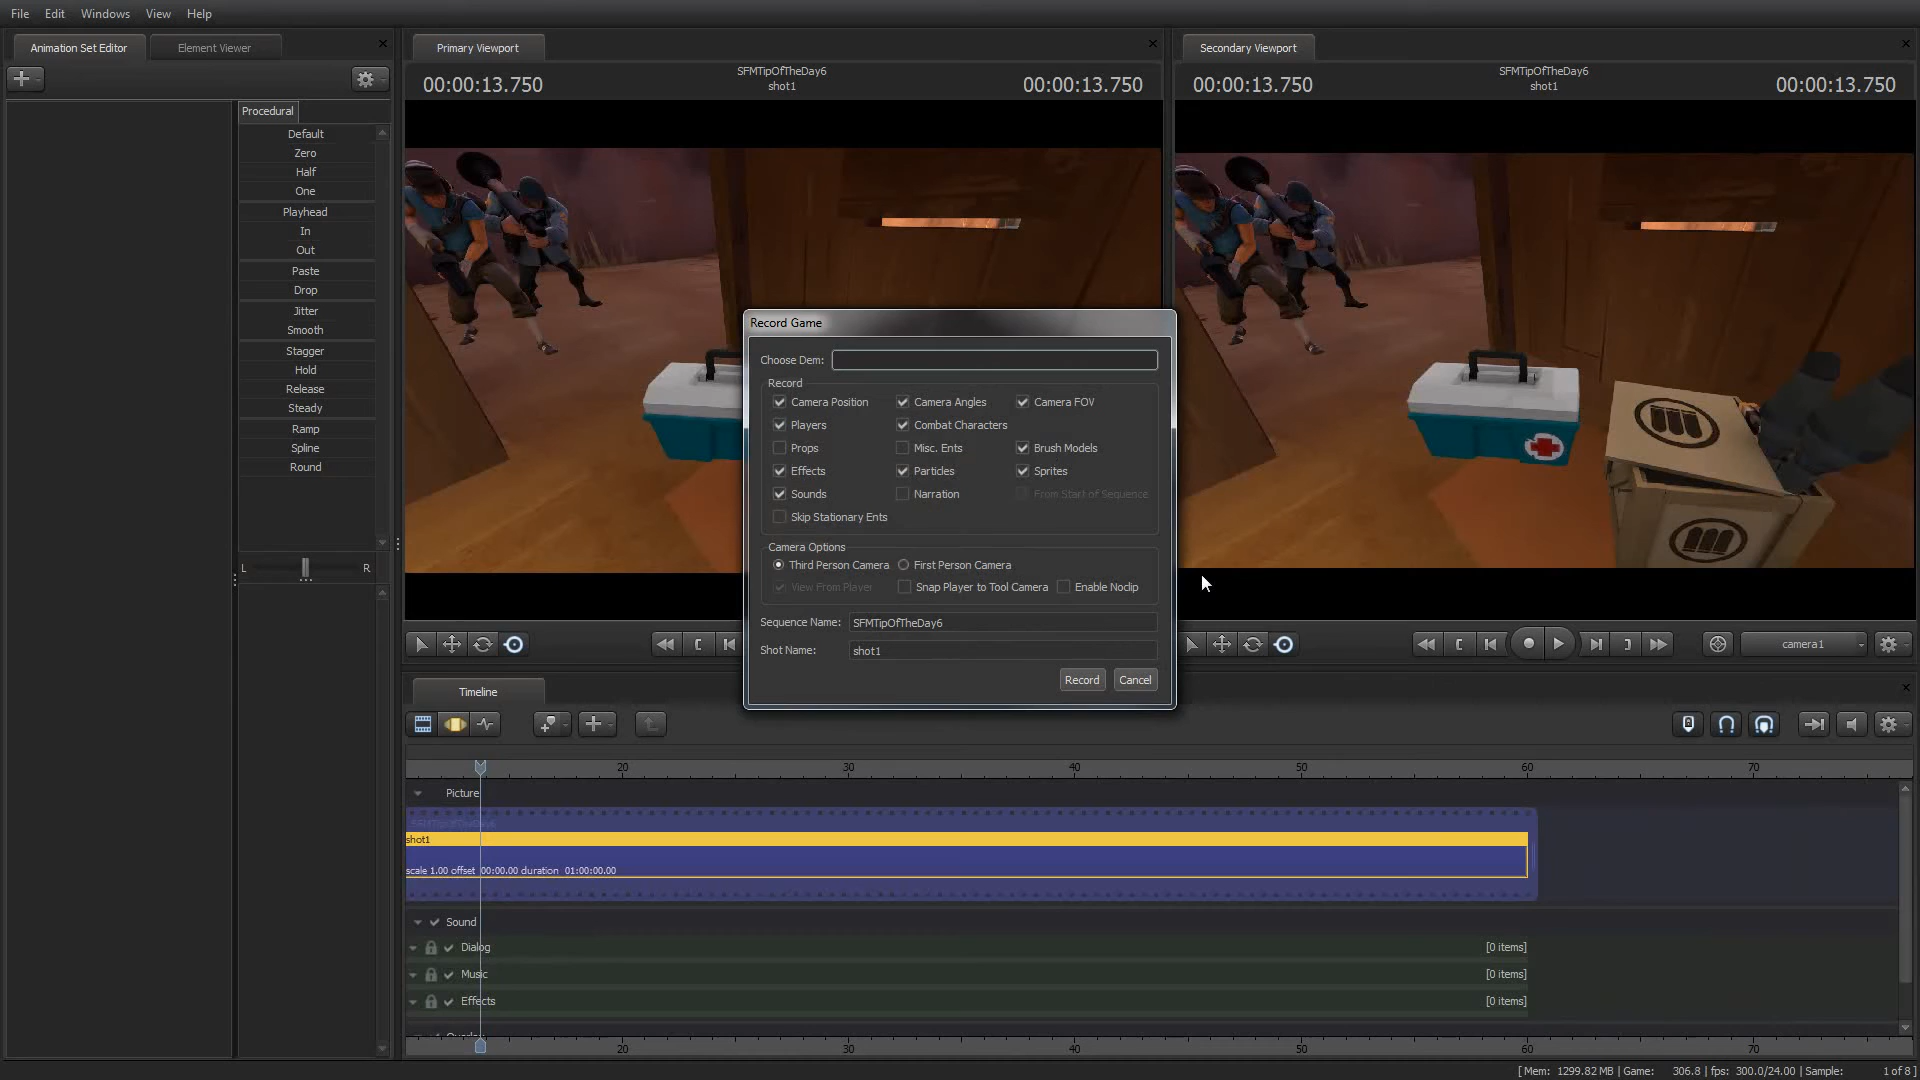 File Edit Windows View Help
Animation Set Editor Element Viewer
Procedural
Default
Zero
Half
One
Playhead
In
Out
Paste
Drop
Jitter
Smooth
Stagger
Hold
Release
Steady
Ramp
Spline
Round
L R
Primary Viewport
SFMTipOfTheDay6
00:00:13.750 shot1 00:00:13.750
Secondary Viewport
SFMTipOfTheDay6
00:00:13.750 shot1 00:00:13.750
Record Game
Choose Dem:
Record
Camera Position Camera Angles Camera FOV
Players Combat Characters
Props Misc. Ents Brush Models
Effects Particles Sprites
Sounds Narration From Start of Sequence
Skip Stationary Ents
Camera Options
Third Person Camera First Person Camera
View From Player Snap Player to Tool Camera Enable Noclip
Sequence Name: SFMTipOfTheDay6
Shot Name: shot1
Record Cancel
camera1
Timeline
20 30 40 50 60 70
Picture
SFMTipOfTheDay6
shot1
scale 1.00 offset 00:00.00 duration 01:00:00.00
Sound
Dialog [0 items]
Music [0 items]
Effects [0 items]
20 30 40 50 60 70
[ Mem: 1299.82 MB | Game: 306.8 | fps: 300.0/24.00 | Sample: 1 of 8 ]